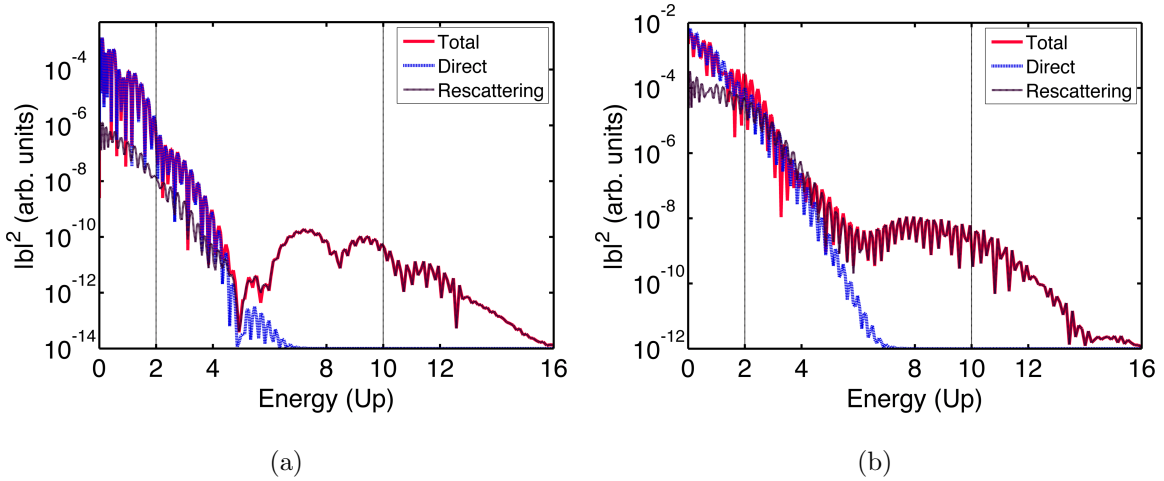 Total
Direct
Rescattering
10^-4
10^-6
10^-8
10^-10
10^-12
10^-14
|b|^2 (arb. units)
0 2 4 6 8 10 12 16
Energy (Up)
(a)
Total
Direct
Rescattering
10^-2
10^-4
10^-6
10^-8
10^-10
10^-12
|b|^2 (arb. units)
0 2 4 6 8 10 12 16
Energy (Up)
(b)